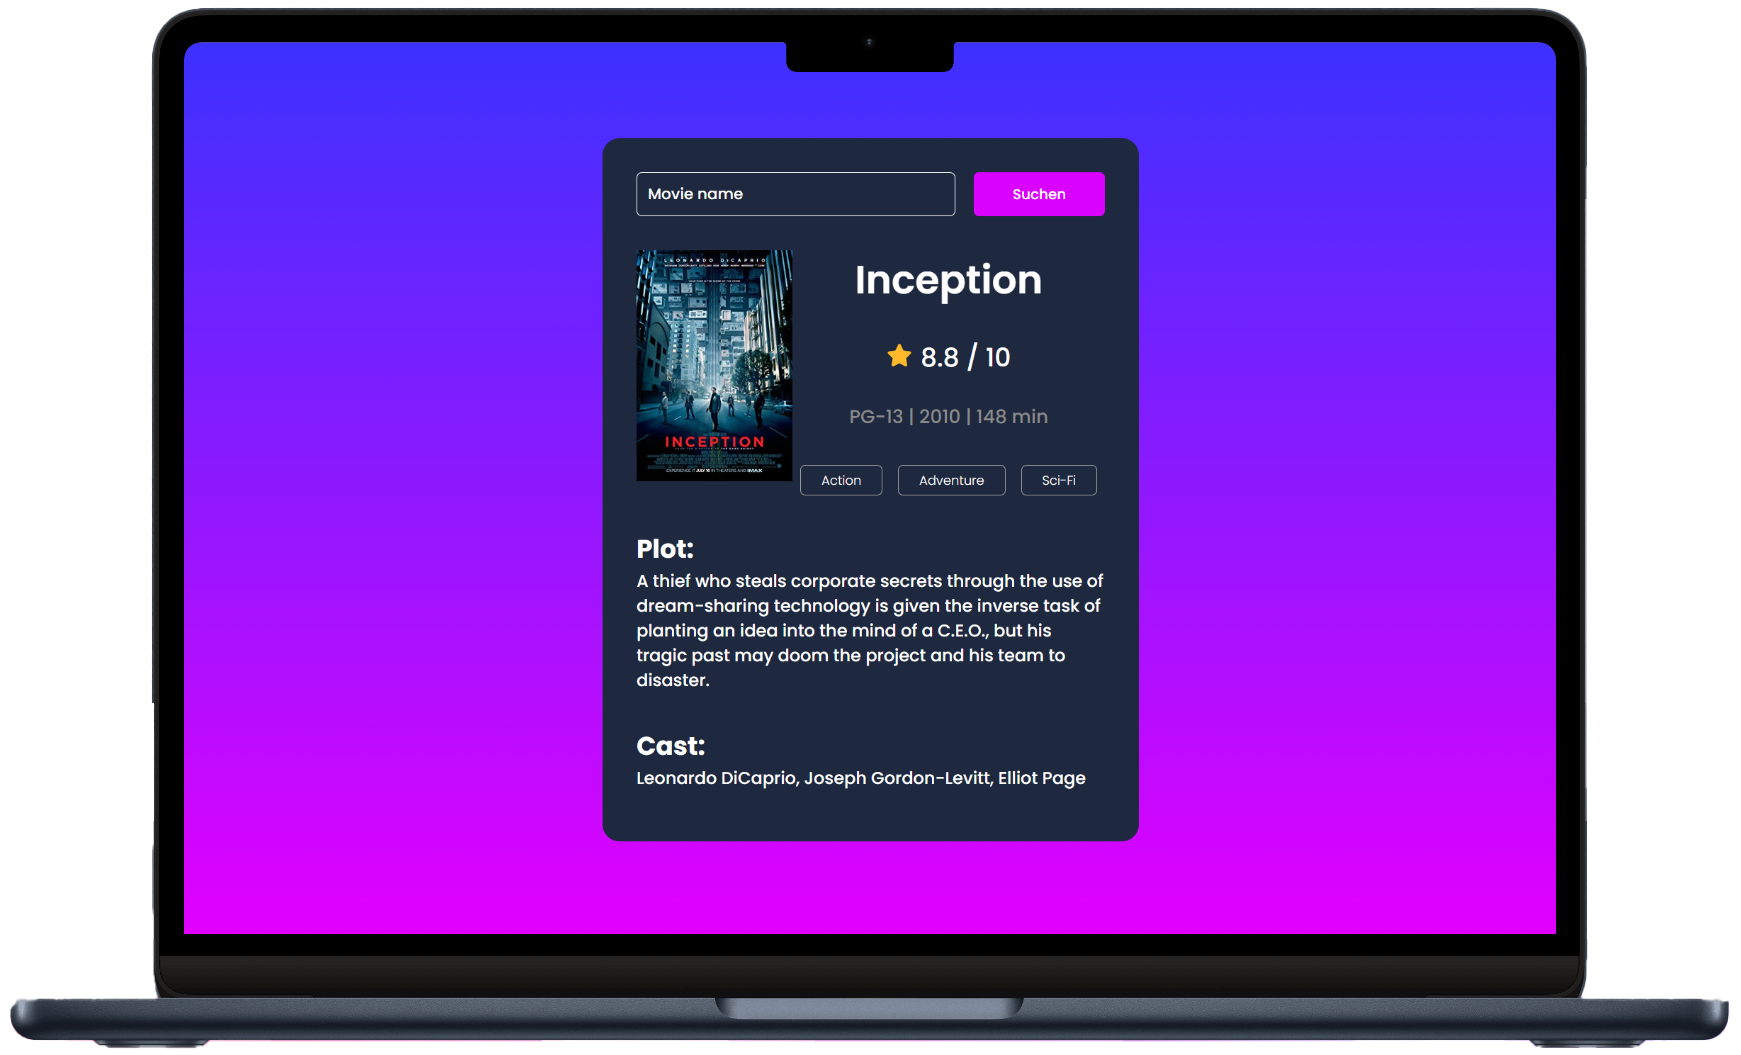 Movie name
Suchen
LEONARDO DICAPRIO
INCEPTION
Inception
8.8 / 10
PG-13 | 2010 | 148 min
Action
Adventure
Sci-Fi
Plot:
A thief who steals corporate secrets through the use of
dream-sharing technology is given the inverse task of
planting an idea into the mind of a C.E.O., but his
tragic past may doom the project and his team to
disaster.
Cast:
Leonardo DiCaprio, Joseph Gordon-Levitt, Elliot Page